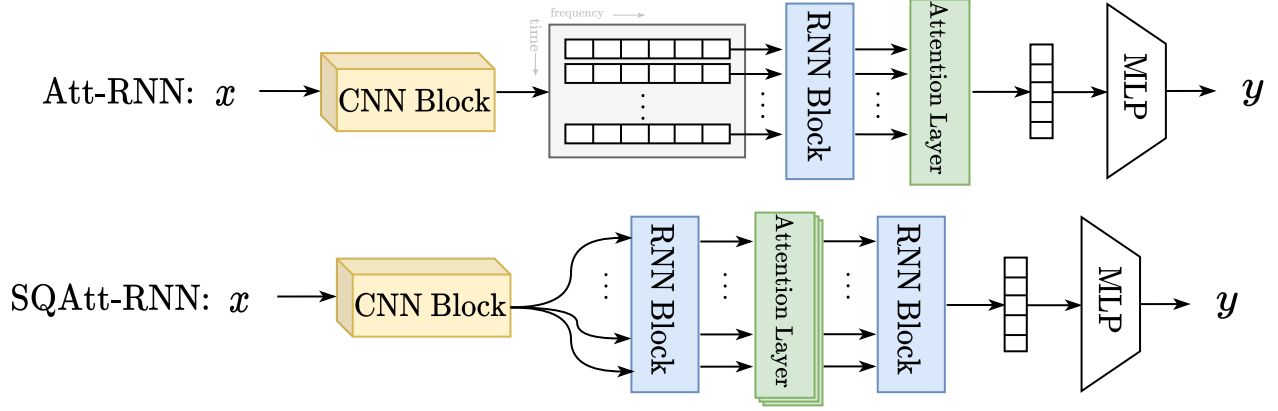 frequency
time
Att-RNN: x
CNN Block
RNN Block
Attention Layer
MLP
y
SQAtt-RNN: x
CNN Block
RNN Block
Attention Layer
RNN Block
MLP
y